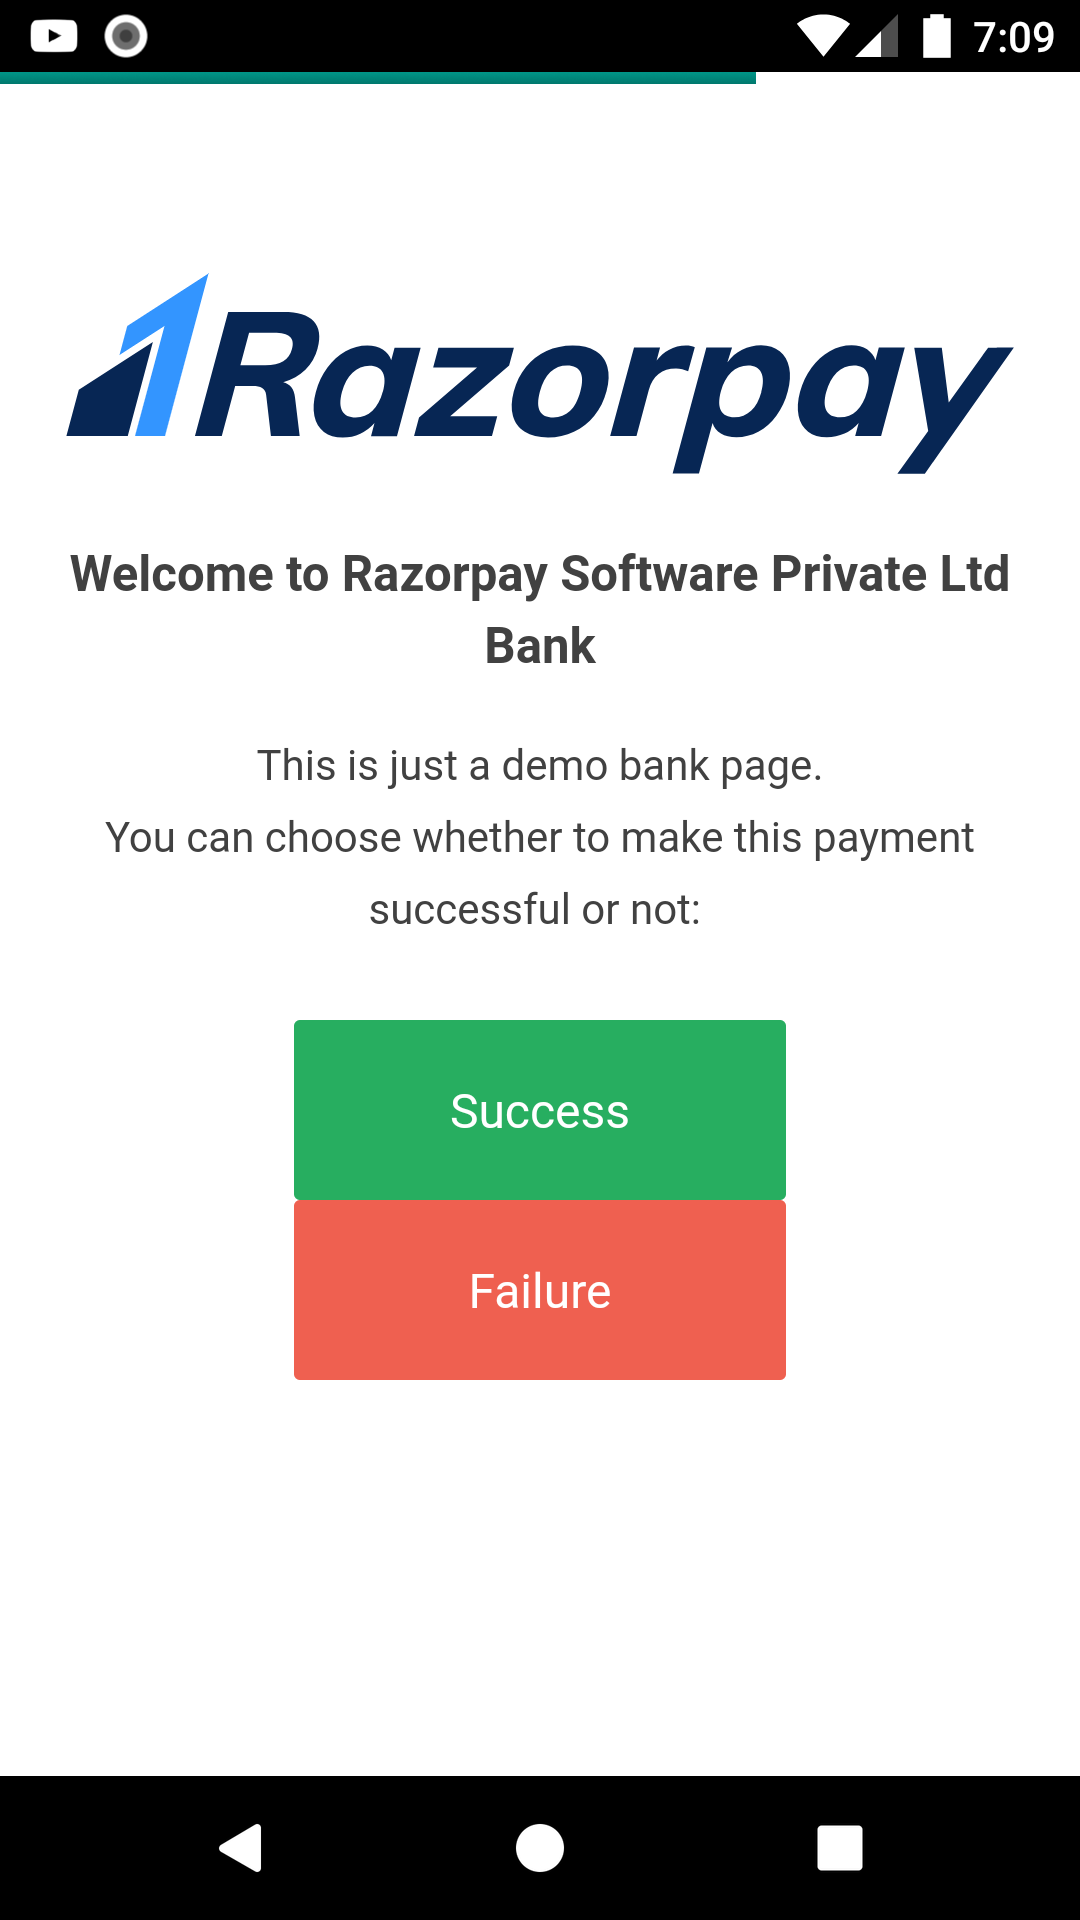 7:09
Razorpay
Welcome to Razorpay Software Private Ltd
Bank
This is just a demo bank page.
You can choose whether to make this payment
successful or not:
Success
Failure